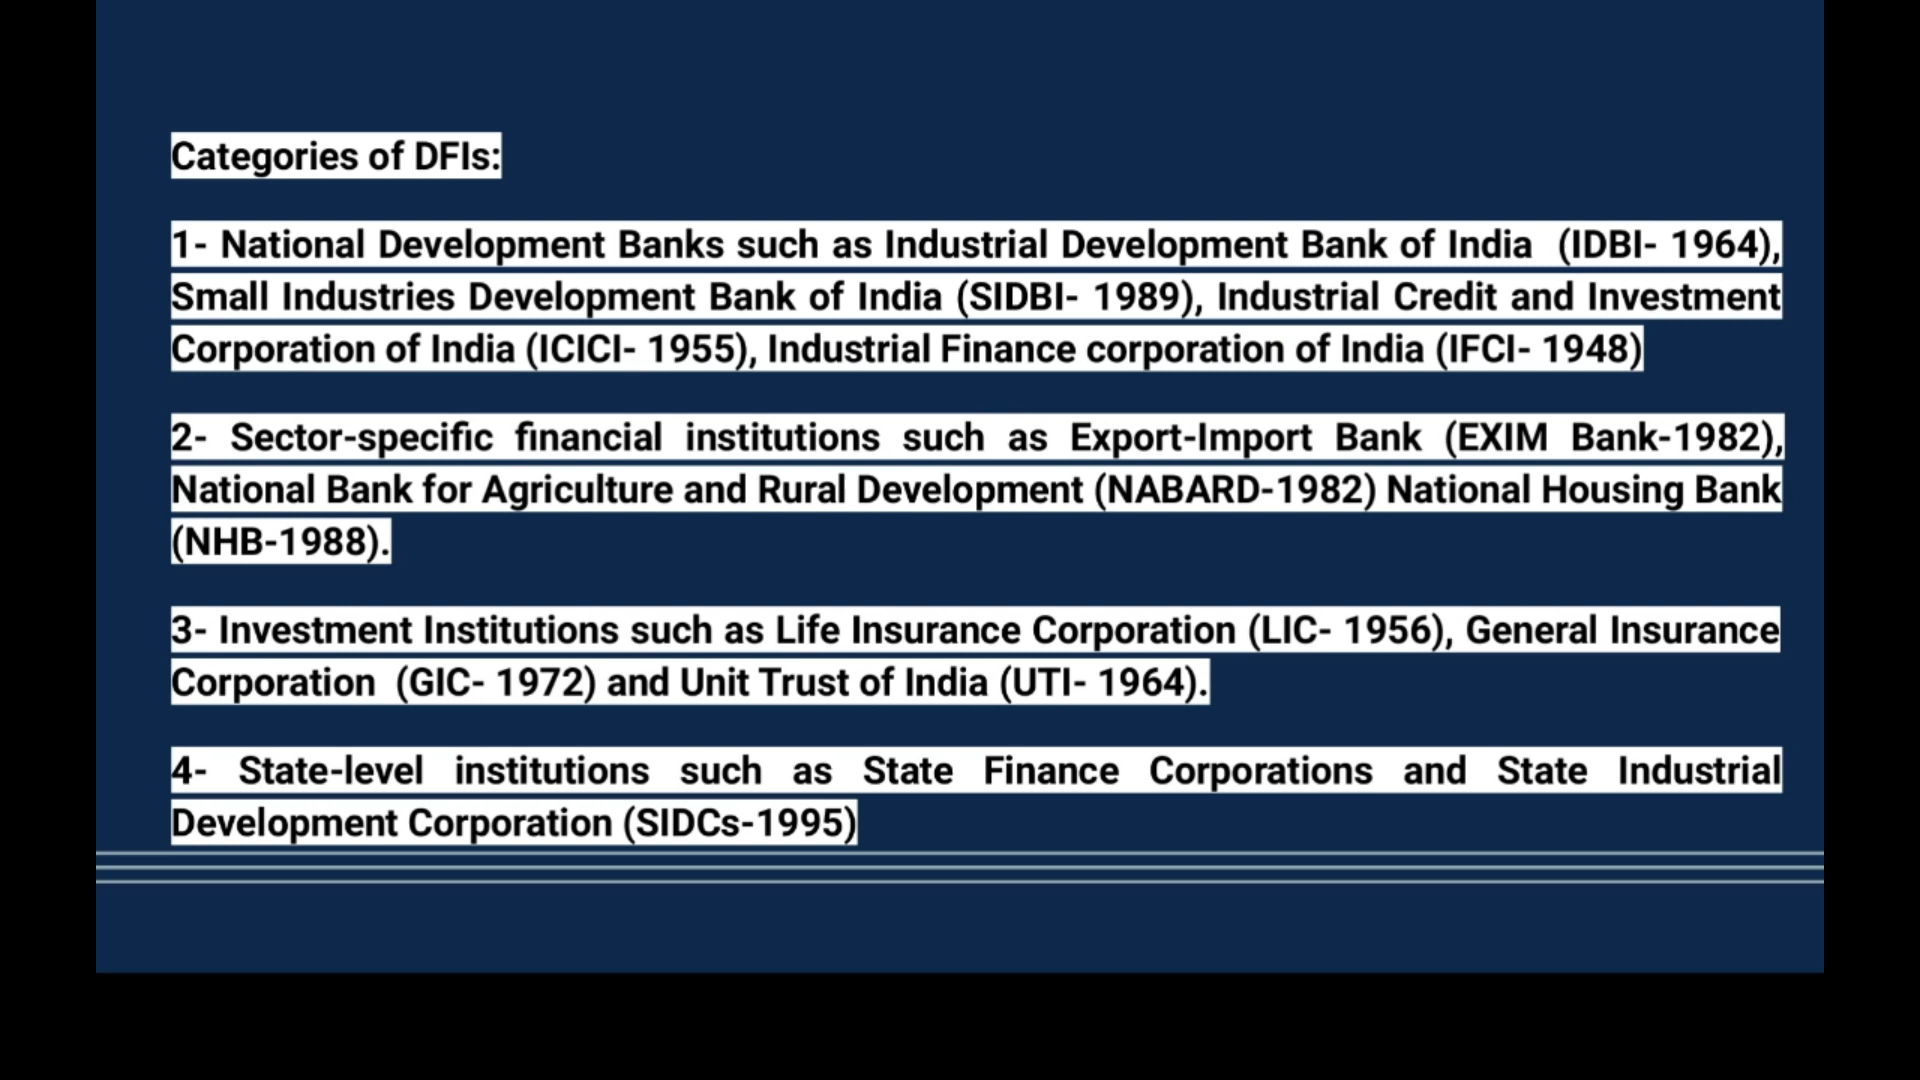 Categories of DFIs:
1- National Development Banks such as Industrial Development Bank of India (IDBI- 1964),
Small Industries Development Bank of India (SIDBI- 1989), Industrial Credit and Investment
Corporation of India (ICICI- 1955), Industrial Finance corporation of India (IFCI- 1948)
2- Sector-specific financial institutions such as Export-Import Bank (EXIM Bank-1982),
National Bank for Agriculture and Rural Development (NABARD-1982) National Housing Bank
(NHB-1988).
3- Investment Institutions such as Life Insurance Corporation (LIC- 1956), General Insurance
Corporation (GIC- 1972) and Unit Trust of India (UTI- 1964).
4- State-level institutions such as State Finance Corporations and State Industrial
Development Corporation (SIDCs-1995)